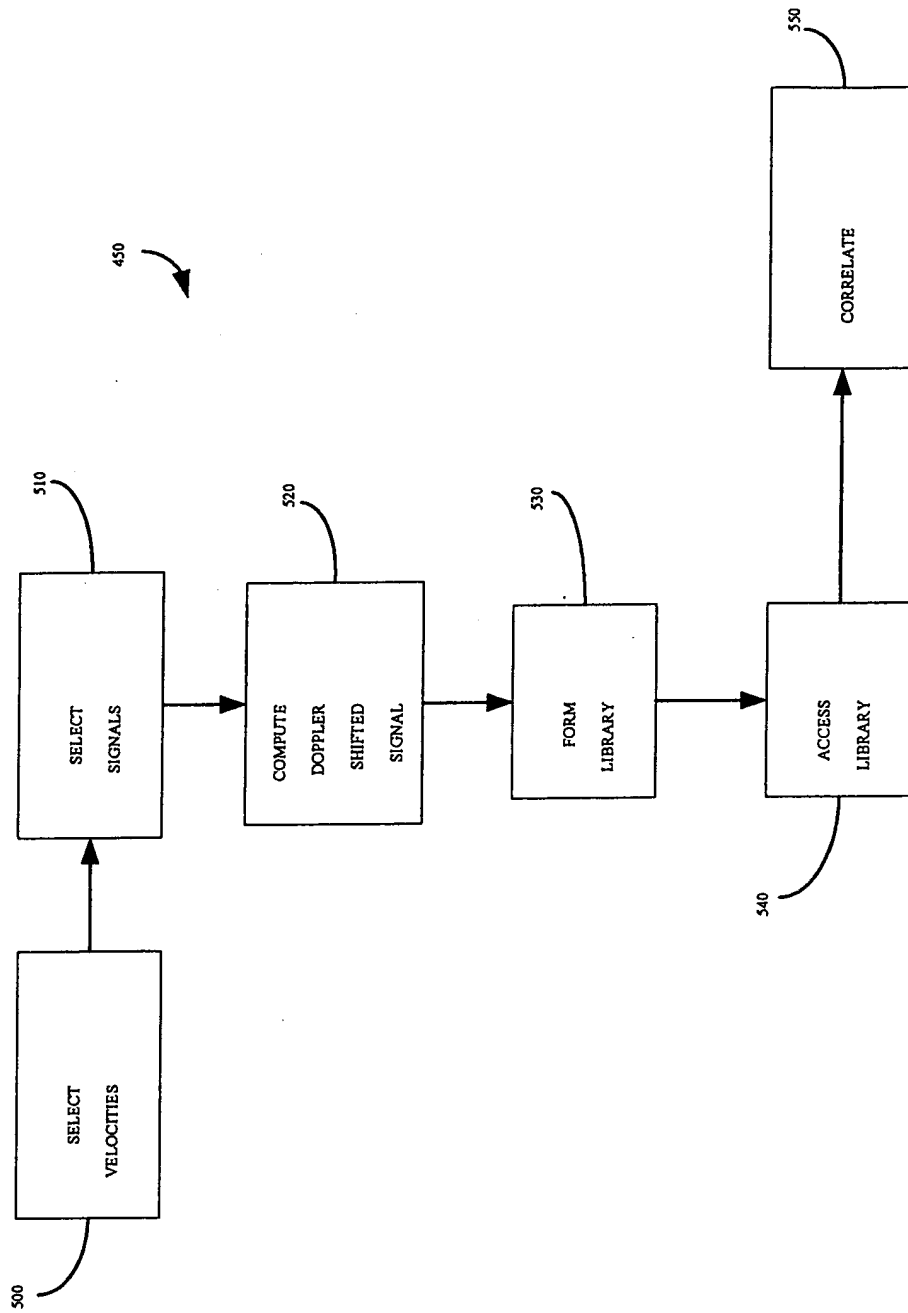 450
500
SELECT
VELOCITIES
510
SELECT
SIGNALS
520
COMPUTE
DOPPLER
SHIFTED
SIGNAL
530
FORM
LIBRARY
540
ACCESS
LIBRARY
550
CORRELATE